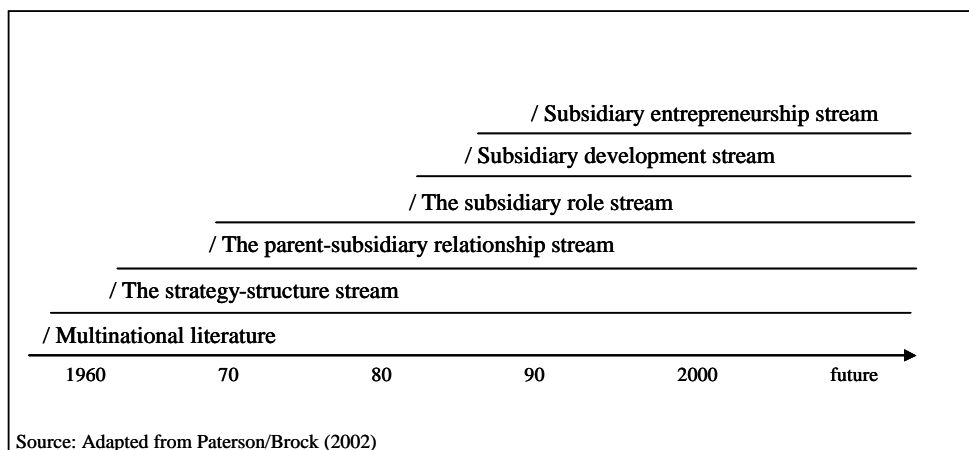 / Subsidiary entrepreneurship stream
/ Subsidiary development stream
/ The subsidiary role stream
/ The parent-subsidiary relationship stream
/ The strategy-structure stream
/ Multinational literature
1960 70 80 90 2000 future
Source: Adapted from Paterson/Brock (2002)